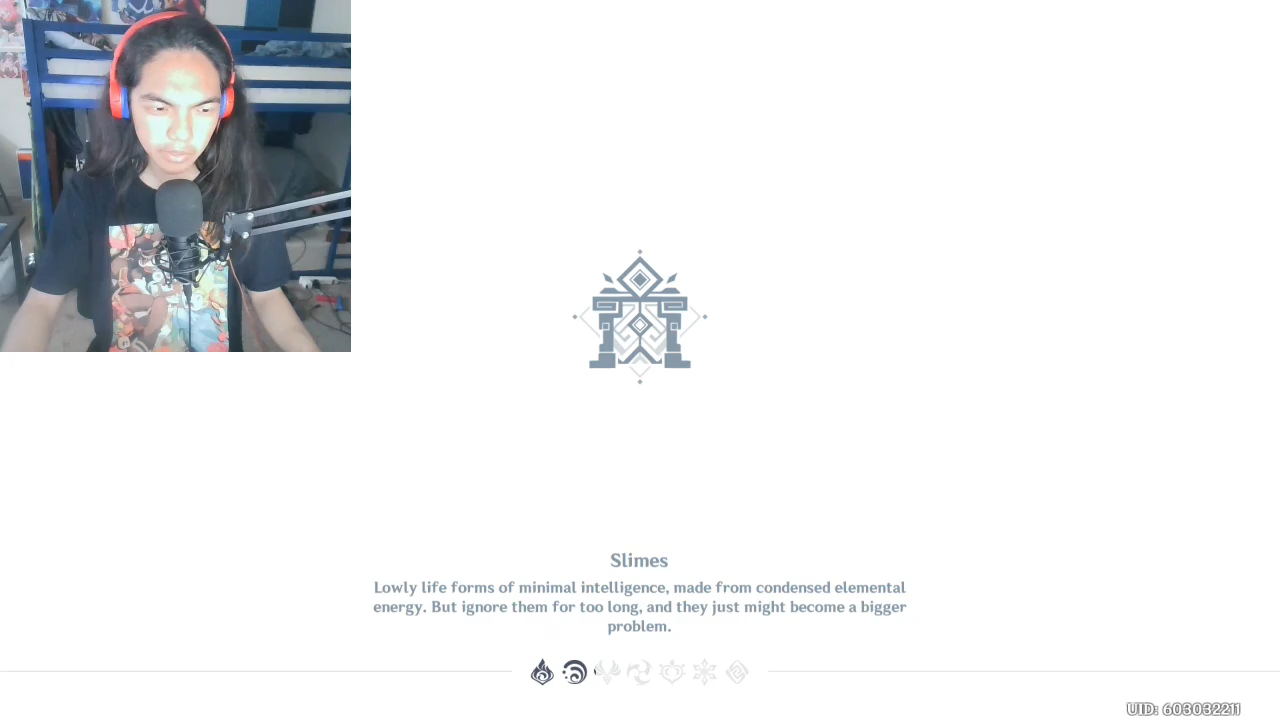 Slimes
Lowly life forms of minimal intelligence, made from condensed elemental
energy. But ignore them for too long, and they just might become a bigger
problem.
UID: 603032211